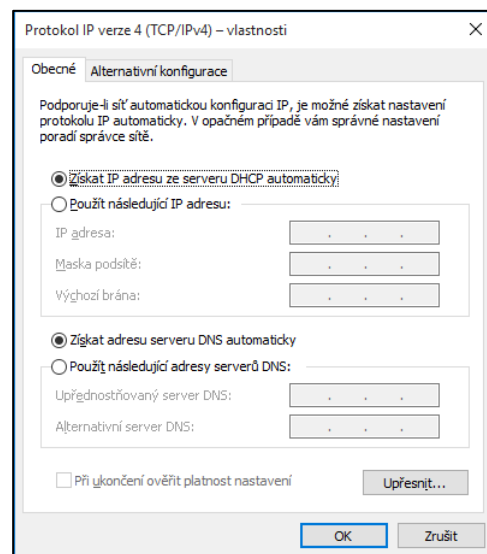 Protokol IP verze 4 (TCP/IPv4) – vlastnosti
Obecné Alternativní konfigurace
Podporuje-li síť automatickou konfiguraci IP, je možné získat nastavení
protokolu IP automaticky. V opačném případě vám správné nastavení
poradí správce sítě.
Získat IP adresu ze serveru DHCP automaticky
Použít následující IP adresu:
IP adresa:
Maska podsítě:
Výchozí brána:
Získat adresu serveru DNS automaticky
Použít následující adresy serverů DNS:
Upřednostňovaný server DNS:
Alternativní server DNS:
Při ukončení ověřit platnost nastavení
Upřesnit...
OK Zrušit